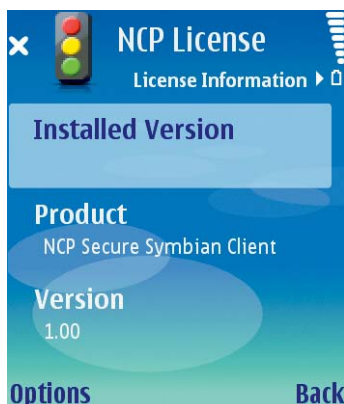 NCP License
License Information
Installed Version
Product
NCP Secure Symbian Client
Version
1.00
Options
Back